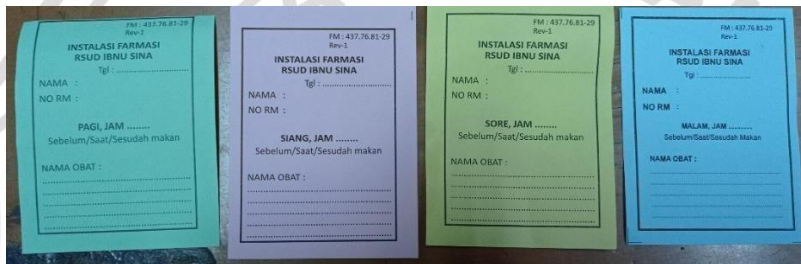 FM : 437.76.81-29
Rev-1
INSTALASI FARMASI
RSUD IBNU SINA
Tgl : ..............................
NAMA :
NO RM :
PAGI, JAM ........
Sebelum/Saat/Sesudah makan
NAMA OBAT :
FM : 437.76.81-29
Rev-1
INSTALASI FARMASI
RSUD IBNU SINA
Tgl : ..............................
NAMA :
NO RM :
SIANG, JAM ........
Sebelum/Saat/Sesudah makan
NAMA OBAT :
FM : 437.76.81-29
Rev-1
INSTALASI FARMASI
RSUD IBNU SINA
Tgl : ..............................
NAMA :
NO RM :
SORE, JAM ........
Sebelum/Saat/Sesudah makan
NAMA OBAT :
FM : 437.76.81-29
Rev-1
INSTALASI FARMASI
RSUD IBNU SINA
Tgl : ..............................
NAMA :
NO RM :
MALAM, JAM ........
Sebelum/Saat/Sesudah Makan
NAMA OBAT :